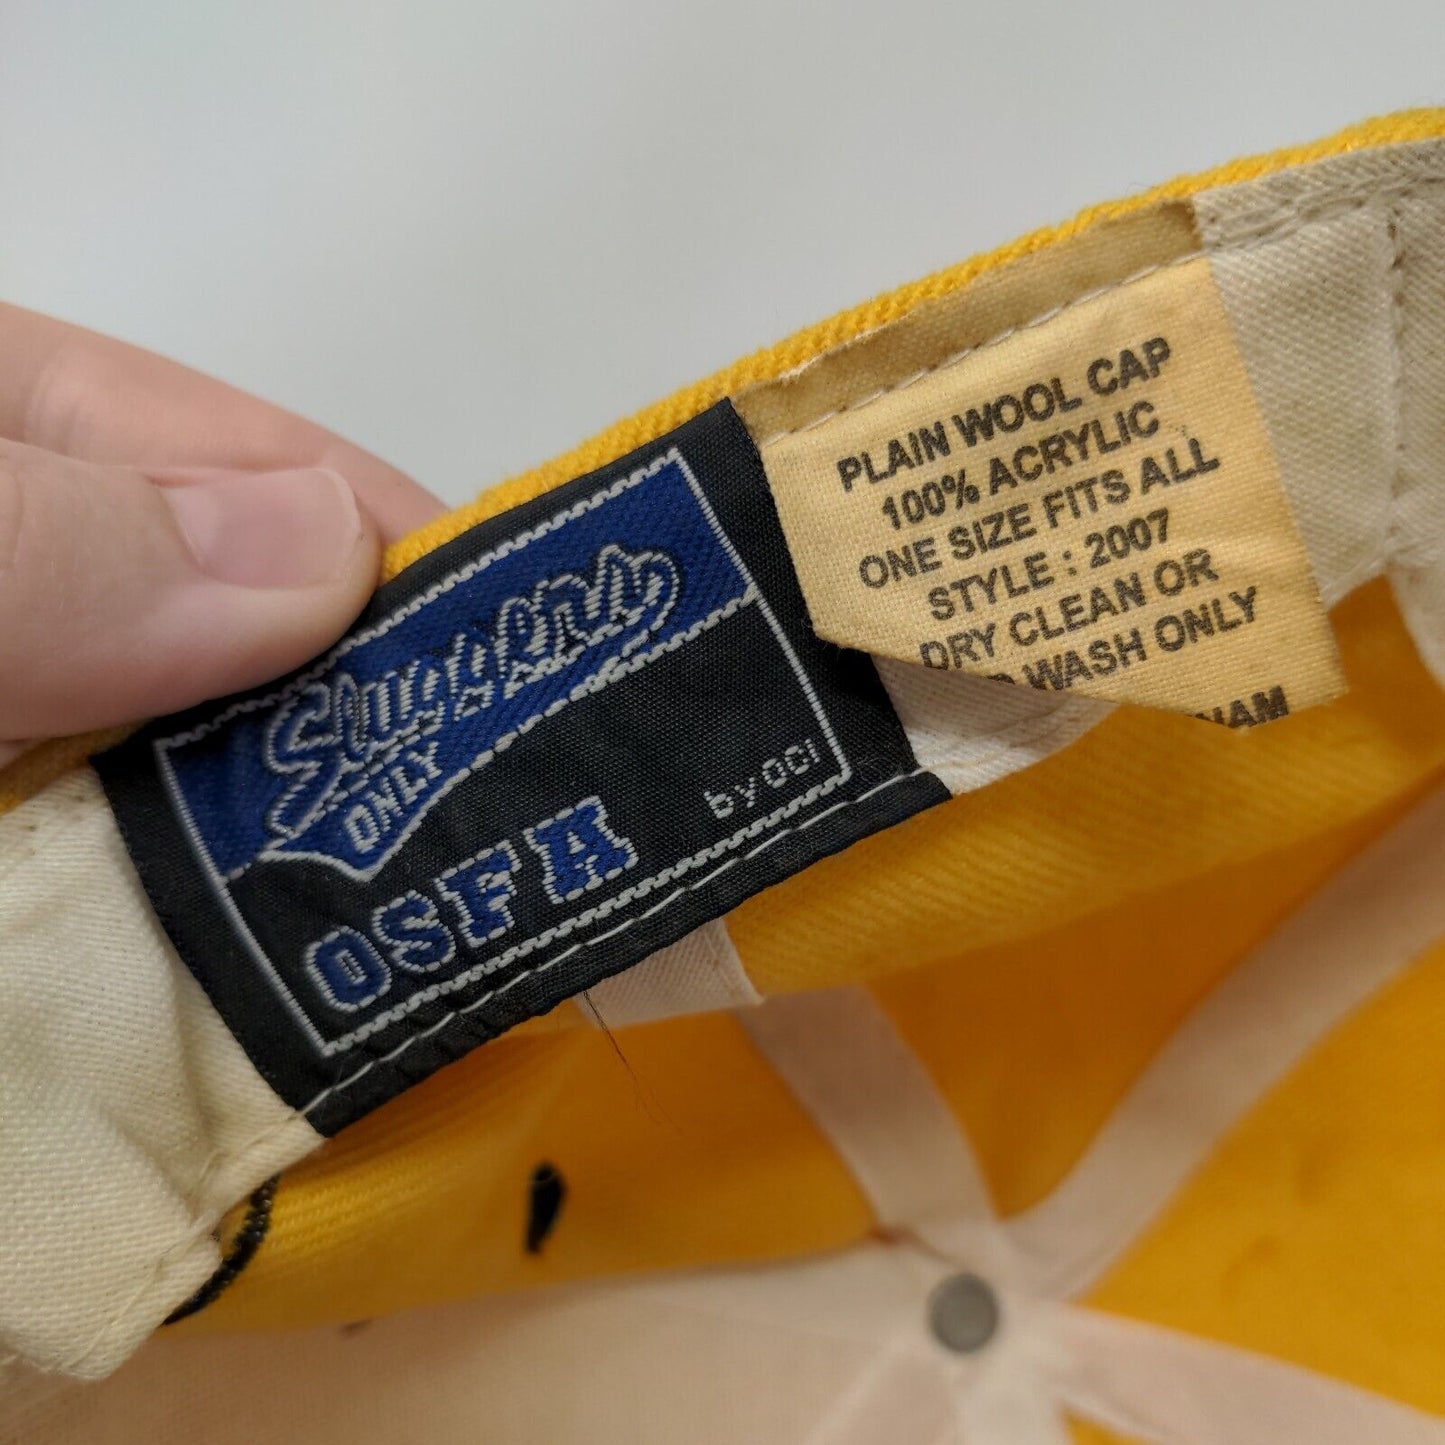 Sluggers
ONLY
by OCI
OSFA
PLAIN WOOL CAP
100% ACRYLIC
ONE SIZE FITS ALL
STYLE : 2007
DRY CLEAN OR
WASH ONLY
NAM